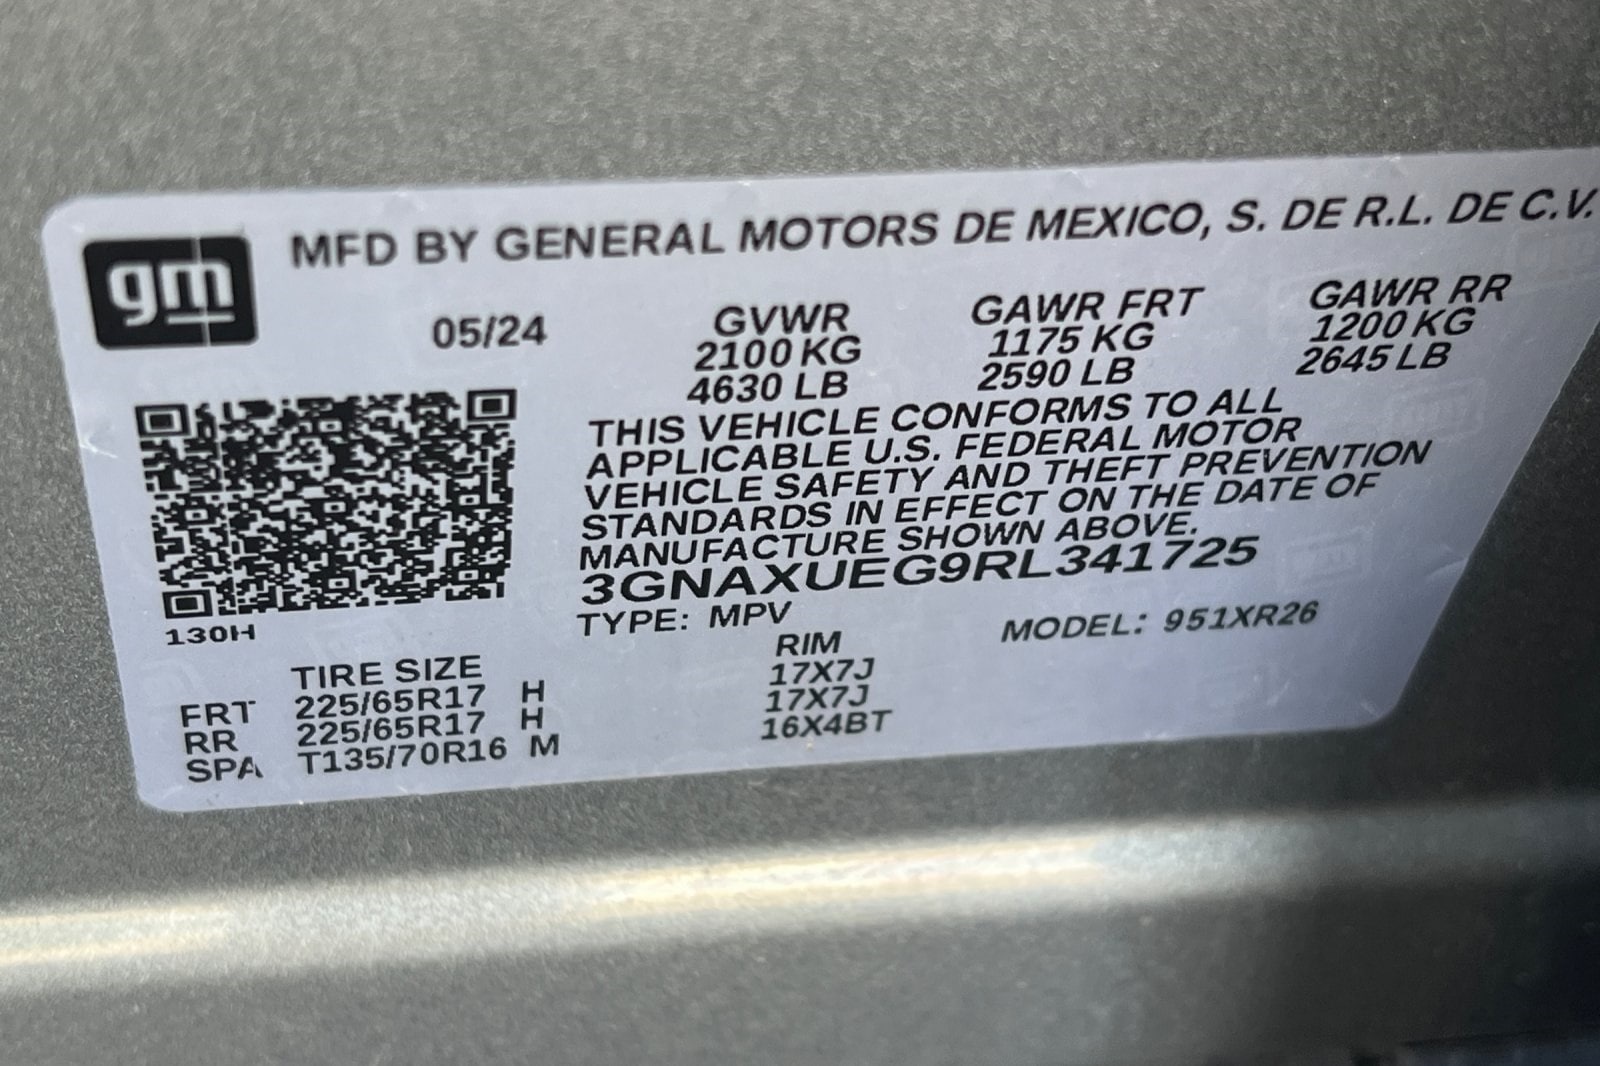 gm
MFD BY GENERAL MOTORS DE MEXICO, S. DE R.L. DE C.V.
05/24
GVWR GAWR FRT GAWR RR
2100 KG 1175 KG 1200 KG
4630 LB 2590 LB 2645 LB
THIS VEHICLE CONFORMS TO ALL
APPLICABLE U.S. FEDERAL MOTOR
VEHICLE SAFETY AND THEFT PREVENTION
STANDARDS IN EFFECT ON THE DATE OF
MANUFACTURE SHOWN ABOVE.
3GNAXUEG9RL341725
130H
TYPE: MPV MODEL: 951XR26
TIRE SIZE RIM
FRT 225/65R17 H 17X7J
RR 225/65R17 H 17X7J
SPA T135/70R16 M 16X4BT